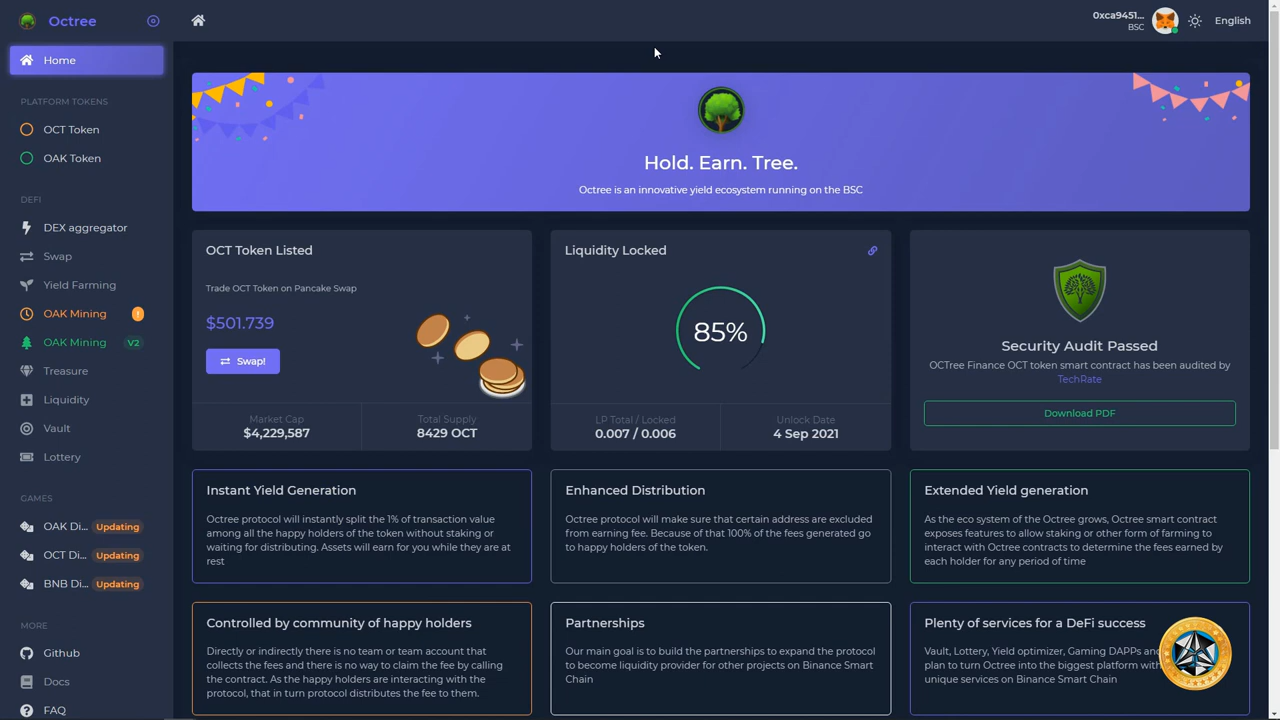 Octree
0xca9451...
BSC
English
Home
PLATFORM TOKENS
OCT Token
OAK Token
DEFI
DEX aggregator
Swap
Yield Farming
OAK Mining !
OAK Mining V2
Treasure
Liquidity
Vault
Lottery
GAMES
OAK Di... Updating
OCT Di... Updating
BNB Di... Updating
MORE
Github
Docs
FAQ
Hold. Earn. Tree.
Octree is an innovative yield ecosystem running on the BSC
OCT Token Listed
Trade OCT Token on Pancake Swap
$501.739
Swap!
Market Cap
$4,229,587
Total Supply
8429 OCT
Liquidity Locked
85%
LP Total / Locked
0.007 / 0.006
Unlock Date
4 Sep 2021
Security Audit Passed
OCTree Finance OCT token smart contract has been audited by
TechRate
Download PDF
Instant Yield Generation
Octree protocol will instantly split the 1% of transaction value
among all the happy holders of the token without staking or
waiting for distributing. Assets will earn for you while they are at
rest
Enhanced Distribution
Octree protocol will make sure that certain address are excluded
from earning fee. Because of that 100% of the fees generated go
to happy holders of the token.
Extended Yield generation
As the eco system of the Octree grows, Octree smart contract
exposes features to allow staking or other form of farming to
interact with Octree contracts to determine the fees earned by
each holder for any period of time
Controlled by community of happy holders
Directly or indirectly there is no team or team account that
collects the fees and there is no way to claim the fee by calling
the contract. As the happy holders are interacting with the
protocol, that in turn protocol distributes the fee to them.
Partnerships
Our main goal is to build the partnerships to expand the protocol
to become liquidity provider for other projects on Binance Smart
Chain
Plenty of services for a DeFi success
Vault, Lottery, Yield optimizer, Gaming DAPPs and
plan to turn Octree into the biggest platform with
unique services on Binance Smart Chain